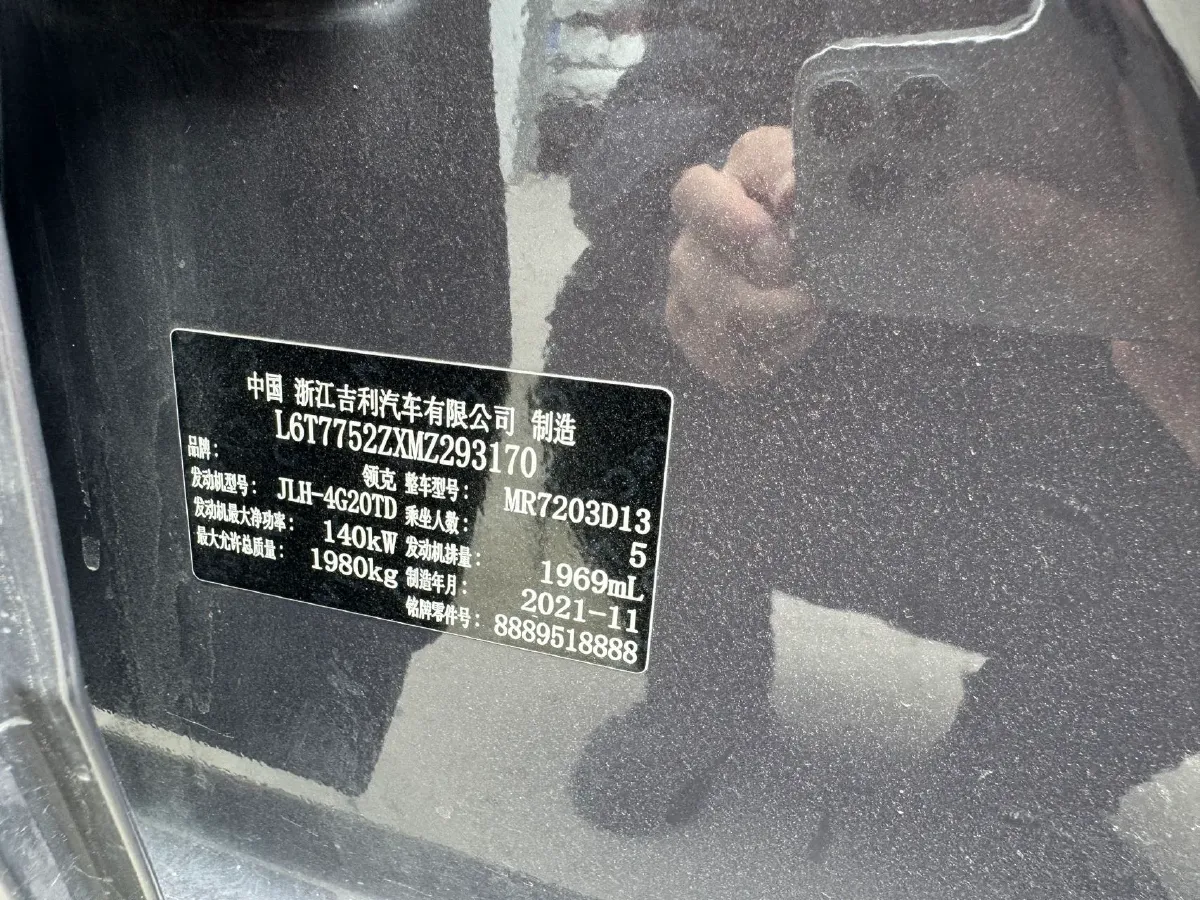 中国 浙江吉利汽车有限公司 制造
L6T7752ZXMZ293170
品牌： 领克 整车型号： MR7203D13
发动机型号： JLH-4G20TD 乘坐人数： 5
发动机最大净功率： 140kW 发动机排量： 1969mL
最大允许总质量： 1980kg 制造年月： 2021-11
铭牌零件号： 8889518888